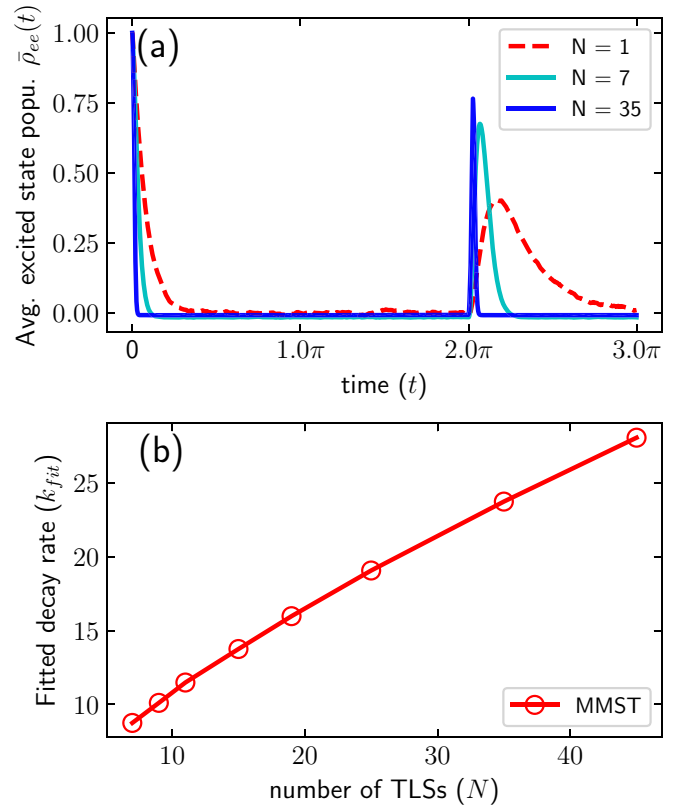 (a)
Avg. excited state popu. ρ̄ₑₑ(t)
1.00
0.75
0.50
0.25
0.00
N = 1
N = 7
N = 35
0
1.0π
2.0π
3.0π
time (t)
(b)
Fitted decay rate (k_{fit})
25
20
15
10
MMST
10
20
30
40
number of TLSs (N)